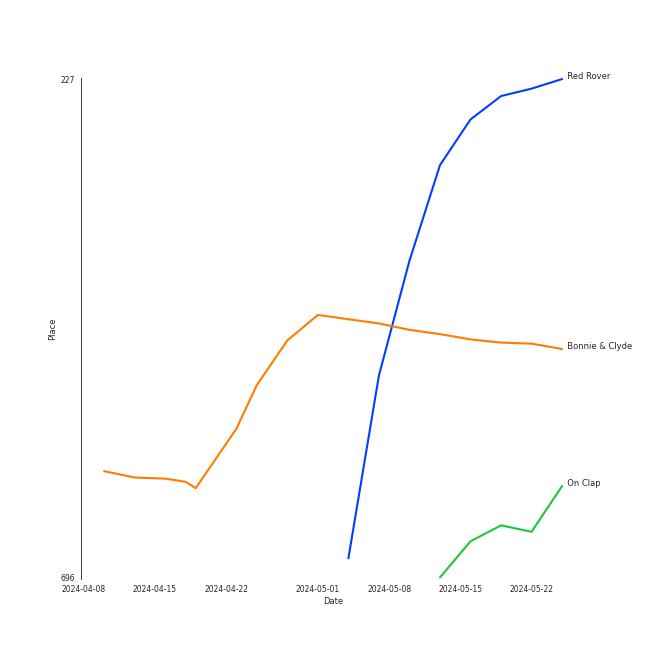 227
Red Rover
Place
Bonnie & Clyde
On Clap
696
2024-04-08 2024-04-15 2024-04-22 2024-05-01 2024-05-08 2024-05-15 2024-05-22
Date